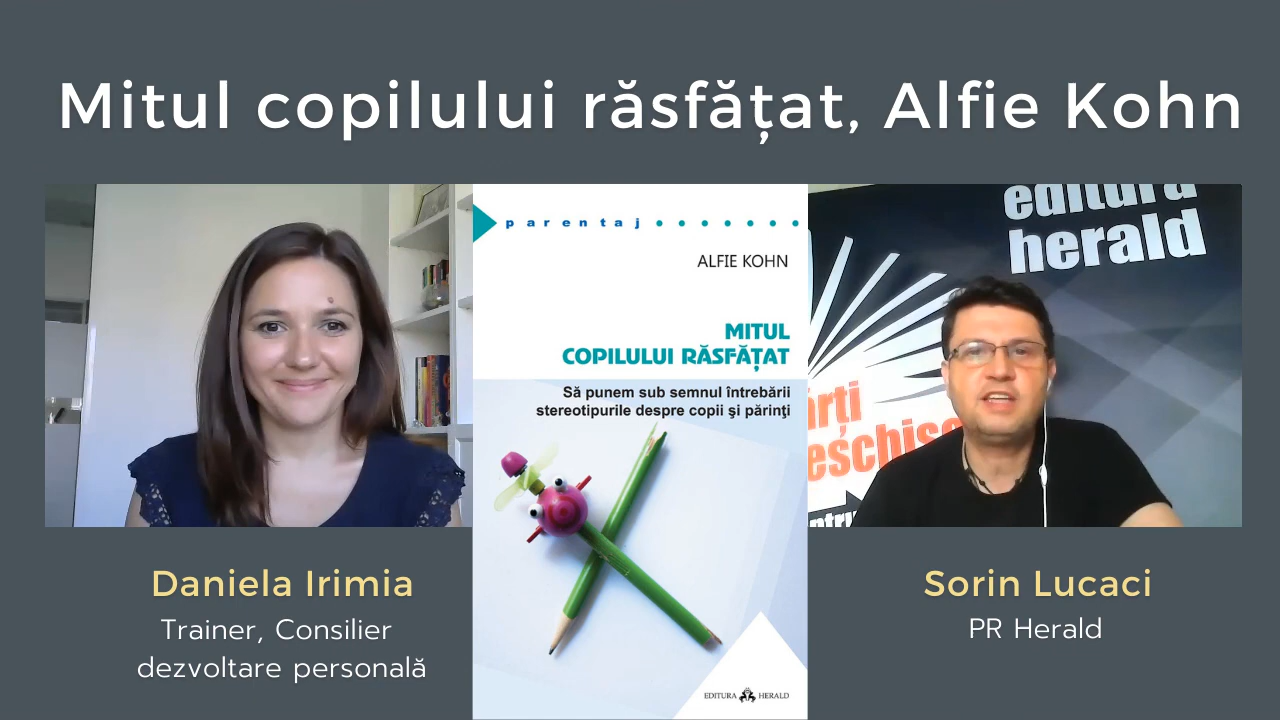 Mitul copilului răsfățat, Alfie Kohn
parentaj
ALFIE KOHN
MITUL
COPILULUI RĂSFĂȚAT
Să punem sub semnul întrebării
stereotipurile despre copii şi părinţi
EDITURA HERALD
editura
herald
Daniela Irimia
Trainer, Consilier
dezvoltare personală
Sorin Lucaci
PR Herald